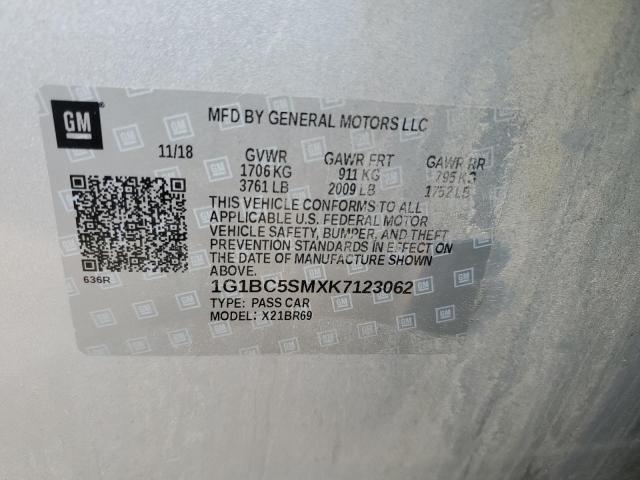 GM
MFD BY GENERAL MOTORS LLC
11/18 GVWR GAWR FRT GAWR RR
1706 KG 911 KG 795 KG
3761 LB 2009 LB 1752 LB
THIS VEHICLE CONFORMS TO ALL
APPLICABLE U.S. FEDERAL MOTOR
VEHICLE SAFETY, BUMPER, AND THEFT
PREVENTION STANDARDS IN EFFECT ON
THE DATE OF MANUFACTURE SHOWN
ABOVE.
636R
1G1BC5SMXK7123062
TYPE: PASS CAR
MODEL: X21BR69